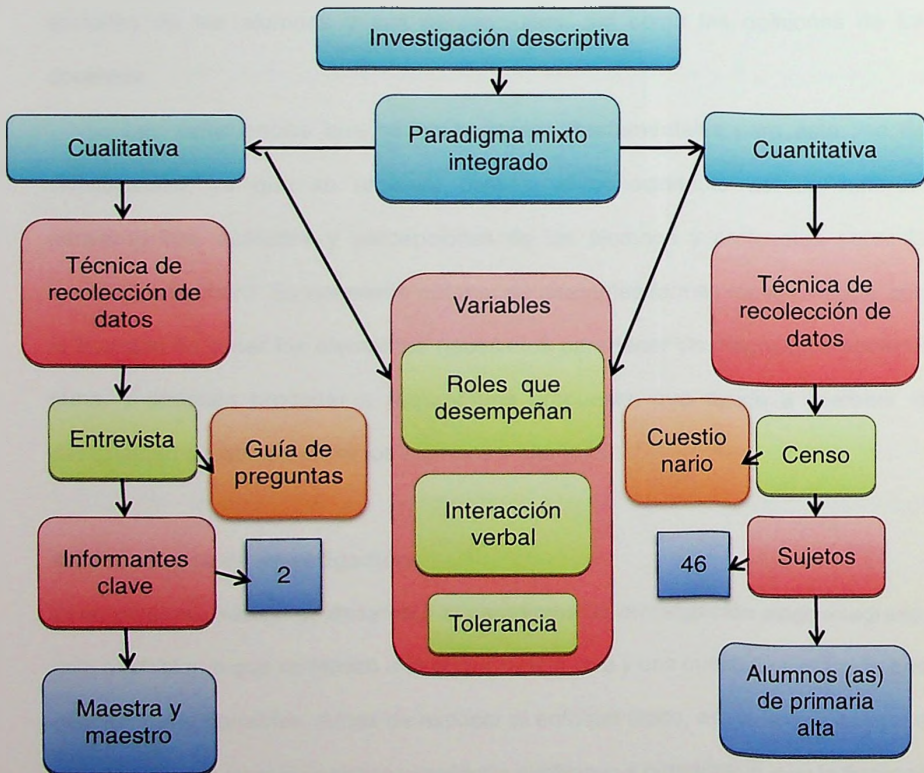 Investigación descriptiva
Paradigma mixto
integrado
Cualitativa
Cuantitativa
Técnica de
recolección de
datos
Entrevista
Guía de
preguntas
Informantes
clave
2
Maestra y
maestro
Variables
Roles que
desempeñan
Interacción
verbal
Tolerancia
Técnica de
recolección de
datos
Cuestio
nario
Censo
46
Sujetos
Alumnos (as)
de primaria
alta